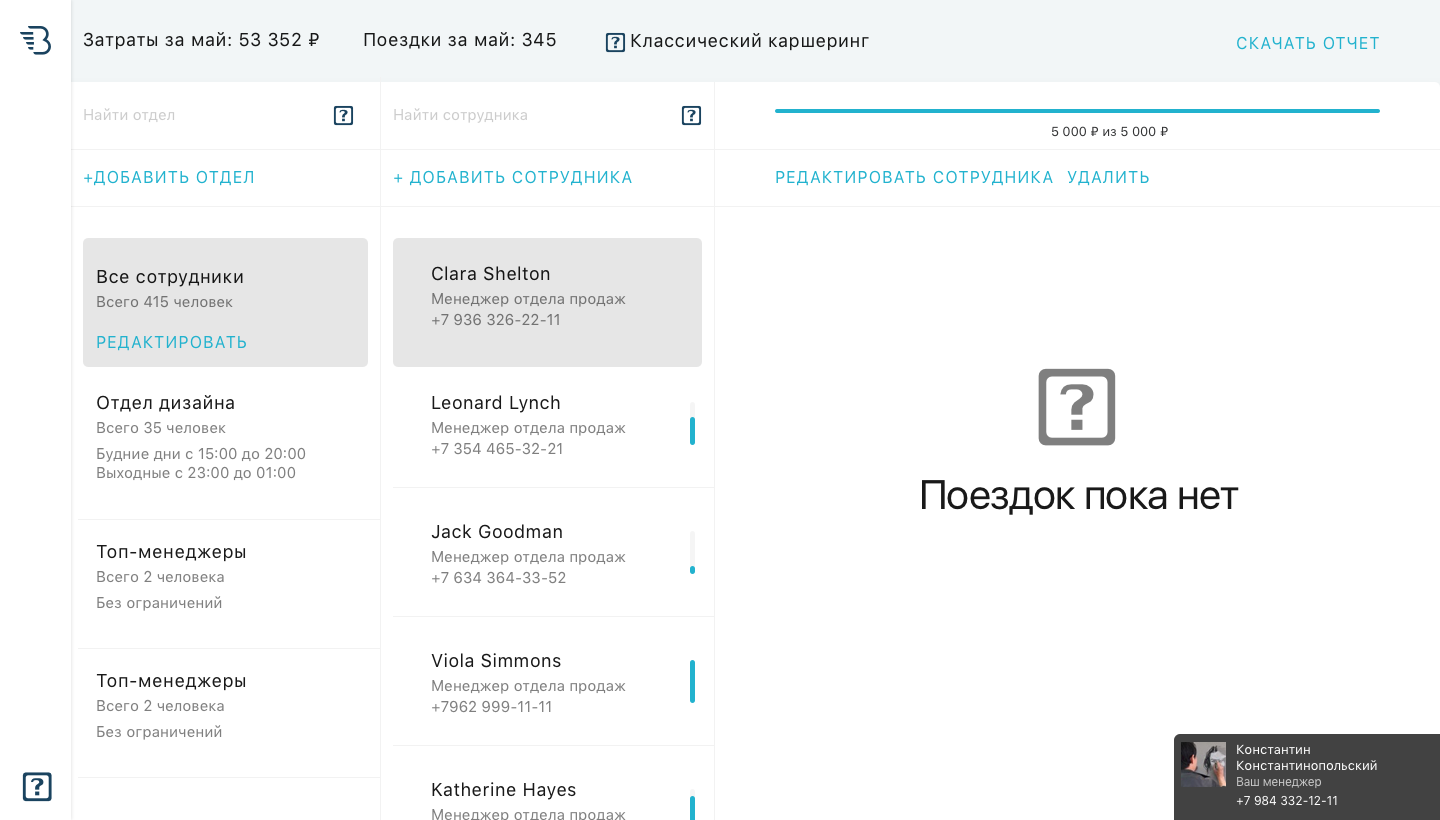 Затраты за май: 53 352 ₽
Поездки за май: 345
Классический каршеринг
СКАЧАТЬ ОТЧЕТ
Найти отдел
Найти сотрудника
5 000 ₽ из 5 000 ₽
+ДОБАВИТЬ ОТДЕЛ
+ ДОБАВИТЬ СОТРУДНИКА
РЕДАКТИРОВАТЬ СОТРУДНИКА УДАЛИТЬ
Все сотрудники
Всего 415 человек
РЕДАКТИРОВАТЬ
Отдел дизайна
Всего 35 человек
Будние дни с 15:00 до 20:00
Выходные с 23:00 до 01:00
Топ-менеджеры
Всего 2 человека
Без ограничений
Топ-менеджеры
Всего 2 человека
Без ограничений
Clara Shelton
Менеджер отдела продаж
+7 936 326-22-11
Leonard Lynch
Менеджер отдела продаж
+7 354 465-32-21
Jack Goodman
Менеджер отдела продаж
+7 634 364-33-52
Viola Simmons
Менеджер отдела продаж
+7962 999-11-11
Katherine Hayes
Менеджер отдела продаж
Поездок пока нет
Константин
Константинопольский
Ваш менеджер
+7 984 332-12-11